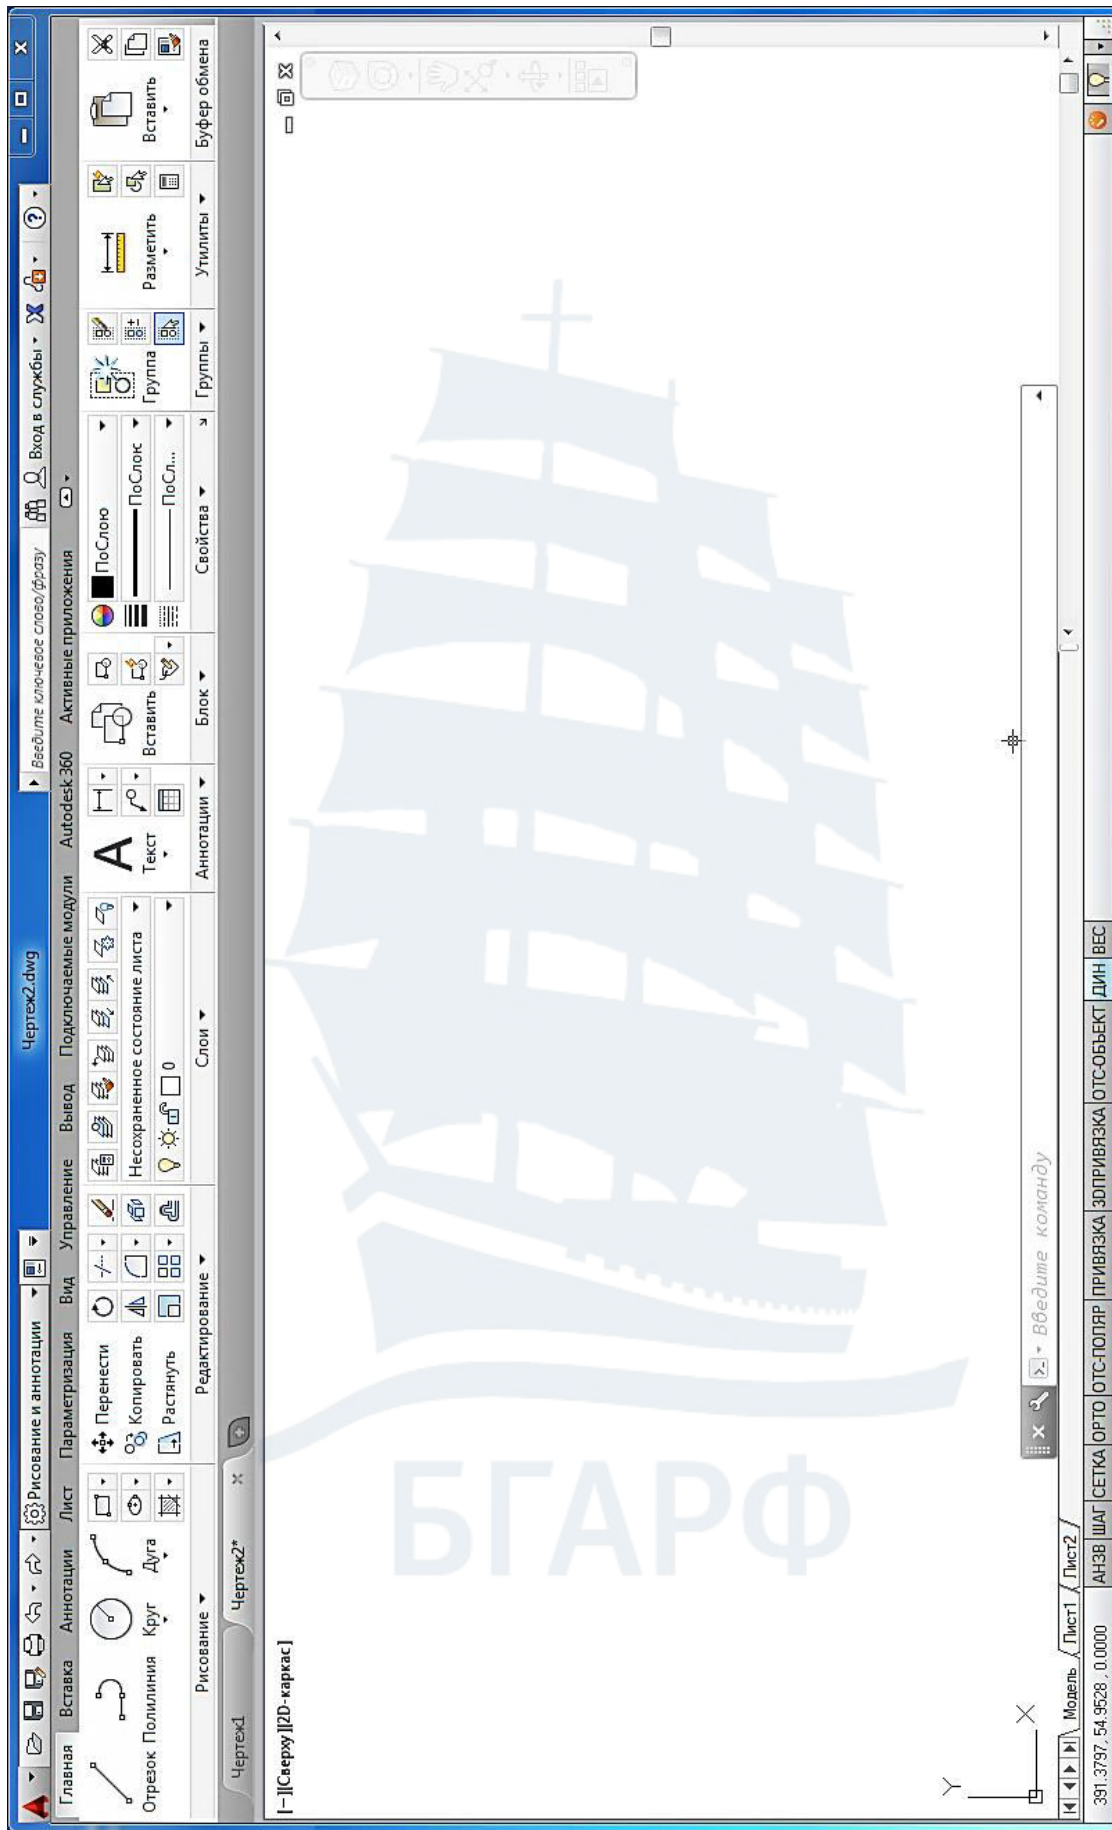 Рисование и аннотации
Чертеж2.dwg
Введите ключевое слово/фразу
Вход в службы
Главная Вставка Аннотации Лист Параметризация Вид Управление Вывод Подключаемые модули Autodesk 360 Активные приложения
Отрезок Полилиния Круг Дуга
Рисование
Перенести
Копировать
Растянуть
Редактирование
Несохраненное состояние листа
0
Слои
Текст
Аннотации
Вставить
Блок
ПоСлою
ПоСлою
ПоСл...
Свойства
Группа
Группы
Разметить
Утилиты
Вставить
Буфер обмена
Чертеж1 Чертеж2*
[−][Сверху][2D-каркас]
БГАРФ
Y
X
Введите команду
Модель Лист1 Лист2
391.3797, 54.9528 , 0.0000 АНЗВ ШАГ СЕТКА ОРТО ОТС-ПОЛЯР ПРИВЯЗКА 3DПРИВЯЗКА ОТС-ОБЪЕКТ ДИН ВЕС